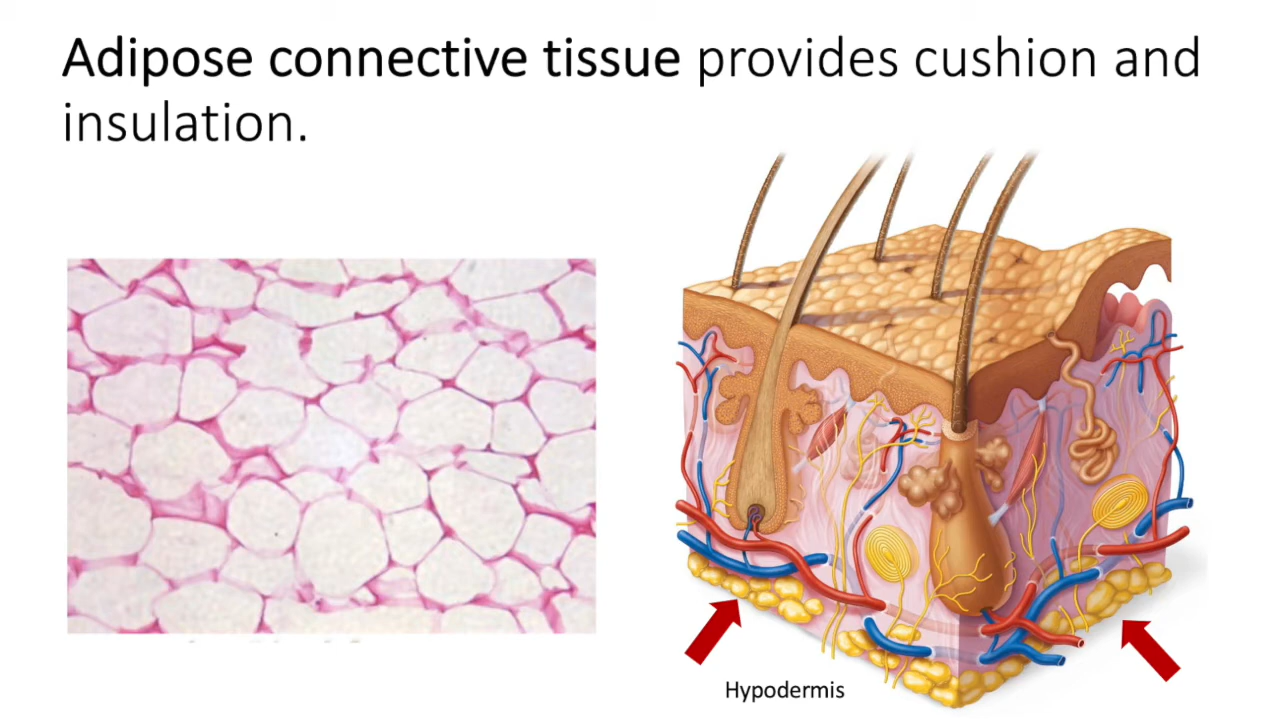 Adipose connective tissue provides cushion and
insulation.
Hypodermis